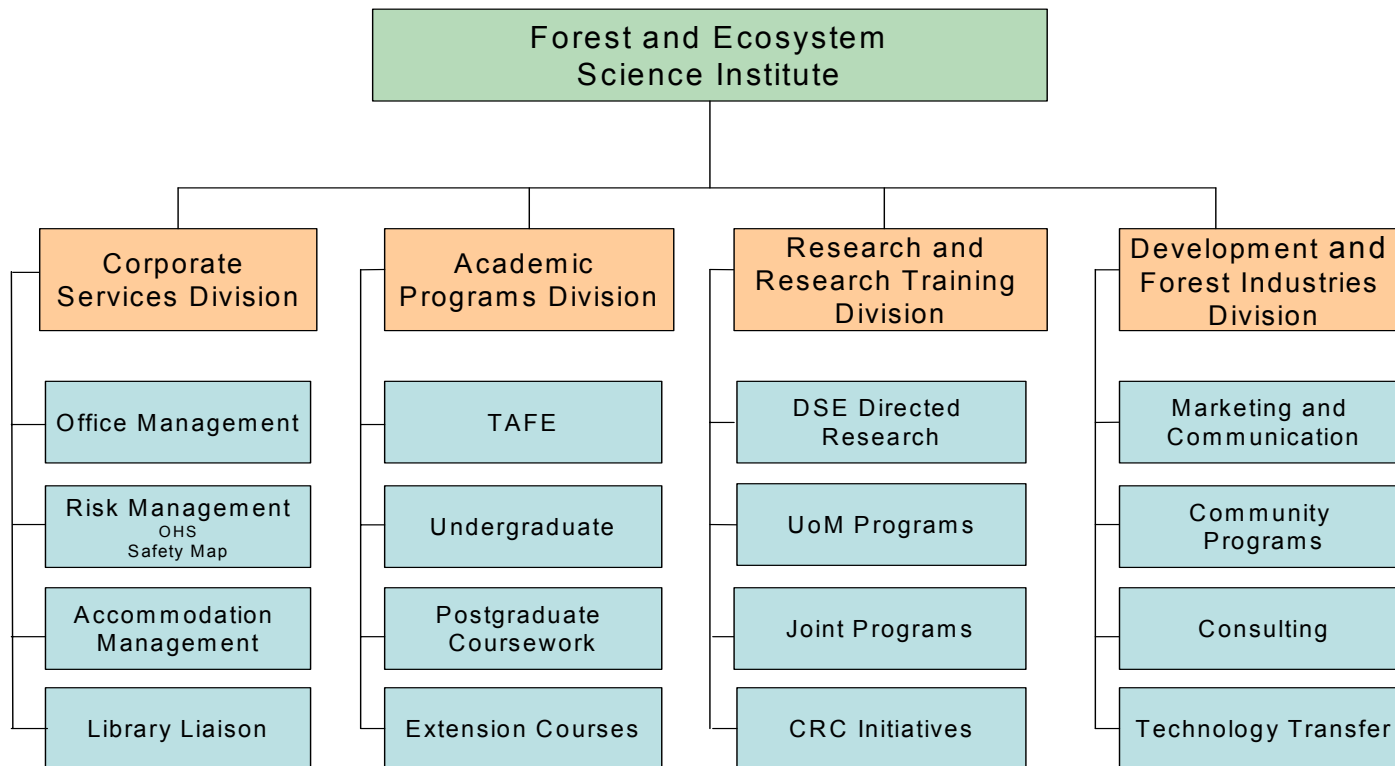 Forest and Ecosystem
Science Institute
Corporate
Services Division
Academic
Programs Division
Research and
Research Training
Division
Development and
Forest Industries
Division
Office Management
TAFE
DSE Directed
Research
Marketing and
Communication
Risk Management
OHS
Safety Map
Undergraduate
UoM Programs
Community
Programs
Accommodation
Management
Postgraduate
Coursework
Joint Programs
Consulting
Library Liaison
Extension Courses
CRC Initiatives
Technology Transfer